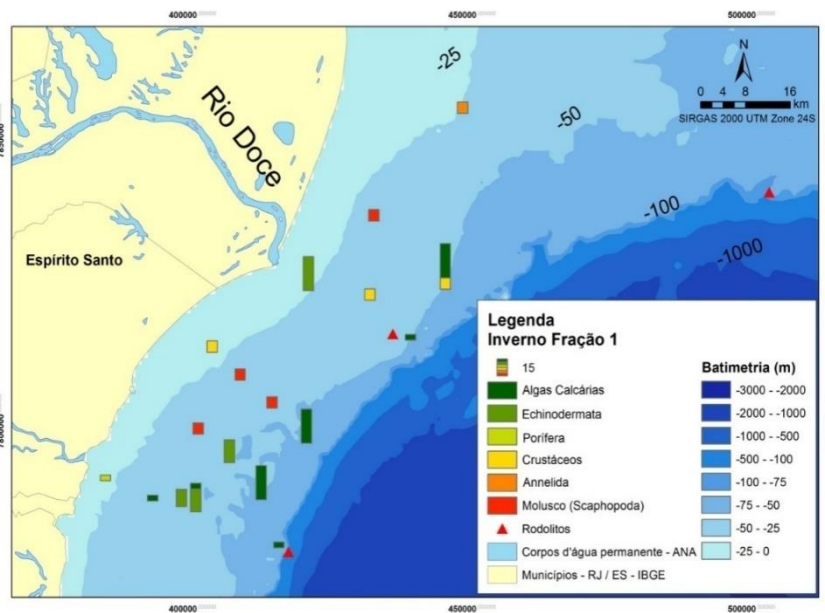 400000 450000 500000
-25
N
0 4 8 16
km
SIRGAS 2000 UTM Zone 24S
-50
Rio Doce
-100
-1000
Espírito Santo
Legenda
Inverno Fração 1
15
Algas Calcárias
Echinodermata
Porífera
Crustáceos
Annelida
Molusco (Scaphopoda)
Rodolitos
Corpos d'água permanente - ANA
Municípios - RJ / ES - IBGE
Batimetria (m)
-3000 - -2000
-2000 - -1000
-1000 - -500
-500 - -100
-100 - -75
-75 - -50
-50 - -25
-25 - 0
400000 450000 500000